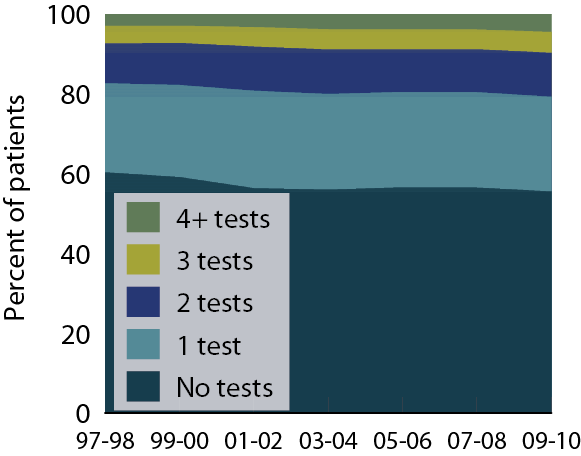 100
80
60
40
20
0
Percent of patients
4+ tests
3 tests
2 tests
1 test
No tests
97-98 99-00 01-02 03-04 05-06 07-08 09-10